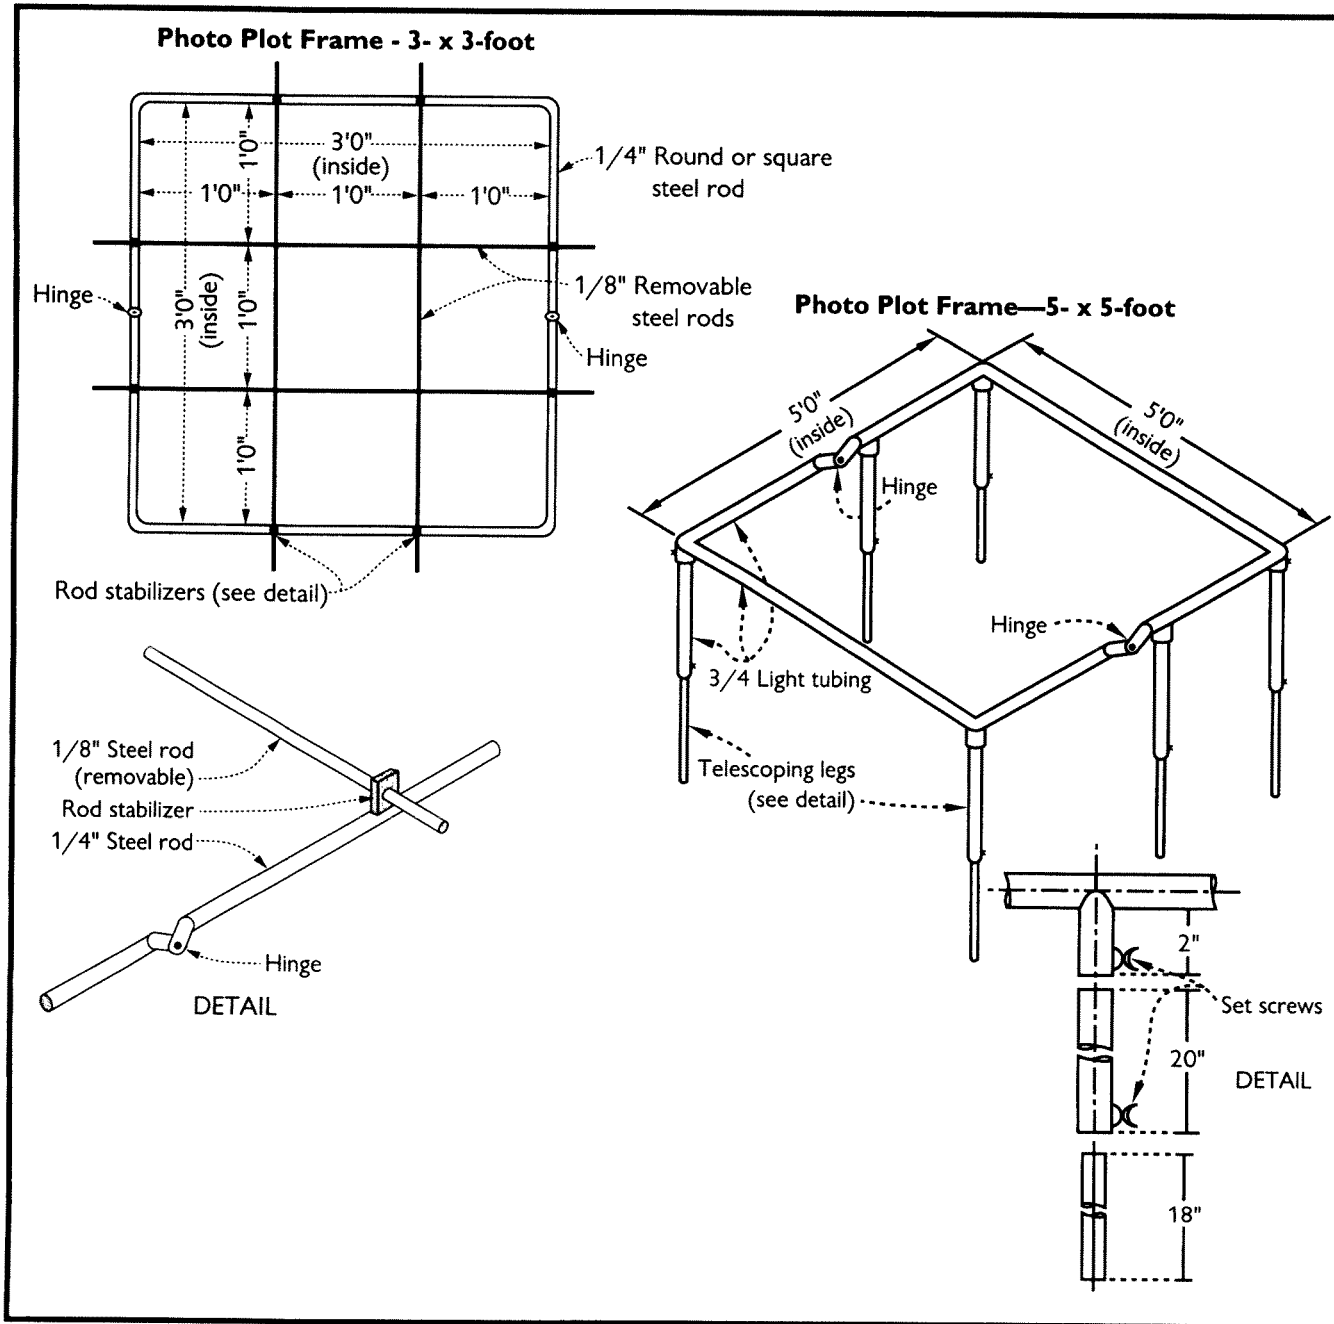 Photo Plot Frame - 3- x 3-foot
1'0"
3'0"
(inside)
1'0"
1'0"
1'0"
1/4" Round or square
steel rod
Hinge
3'0"
(inside)
1'0"
1/8" Removable
steel rods
Hinge
1'0"
Rod stabilizers (see detail)
1/8" Steel rod
(removable)
Rod stabilizer
1/4" Steel rod
Hinge
DETAIL
Photo Plot Frame—5- x 5-foot
5'0"
(inside)
5'0"
(inside)
Hinge
Hinge
3/4 Light tubing
Telescoping legs
(see detail)
2"
Set screws
20"
DETAIL
18"